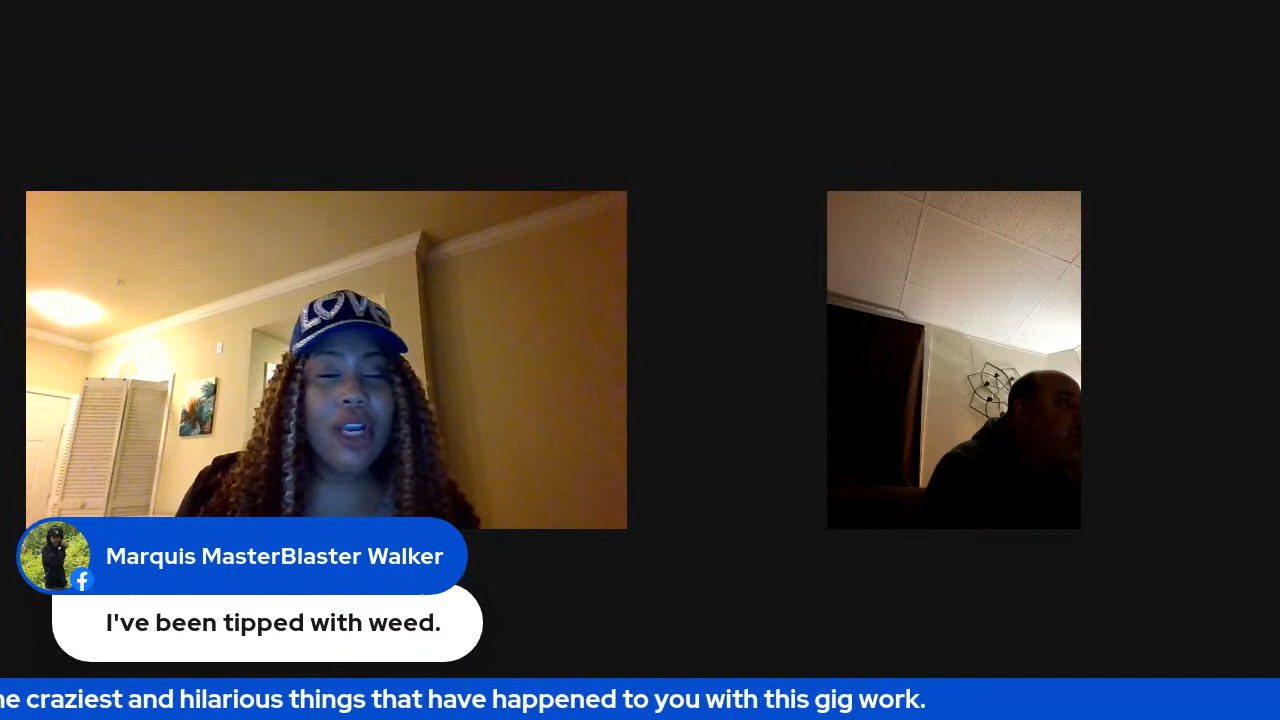 LOVE
Marquis MasterBlaster Walker
I've been tipped with weed.
craziest and hilarious things that have happened to you with this gig work.